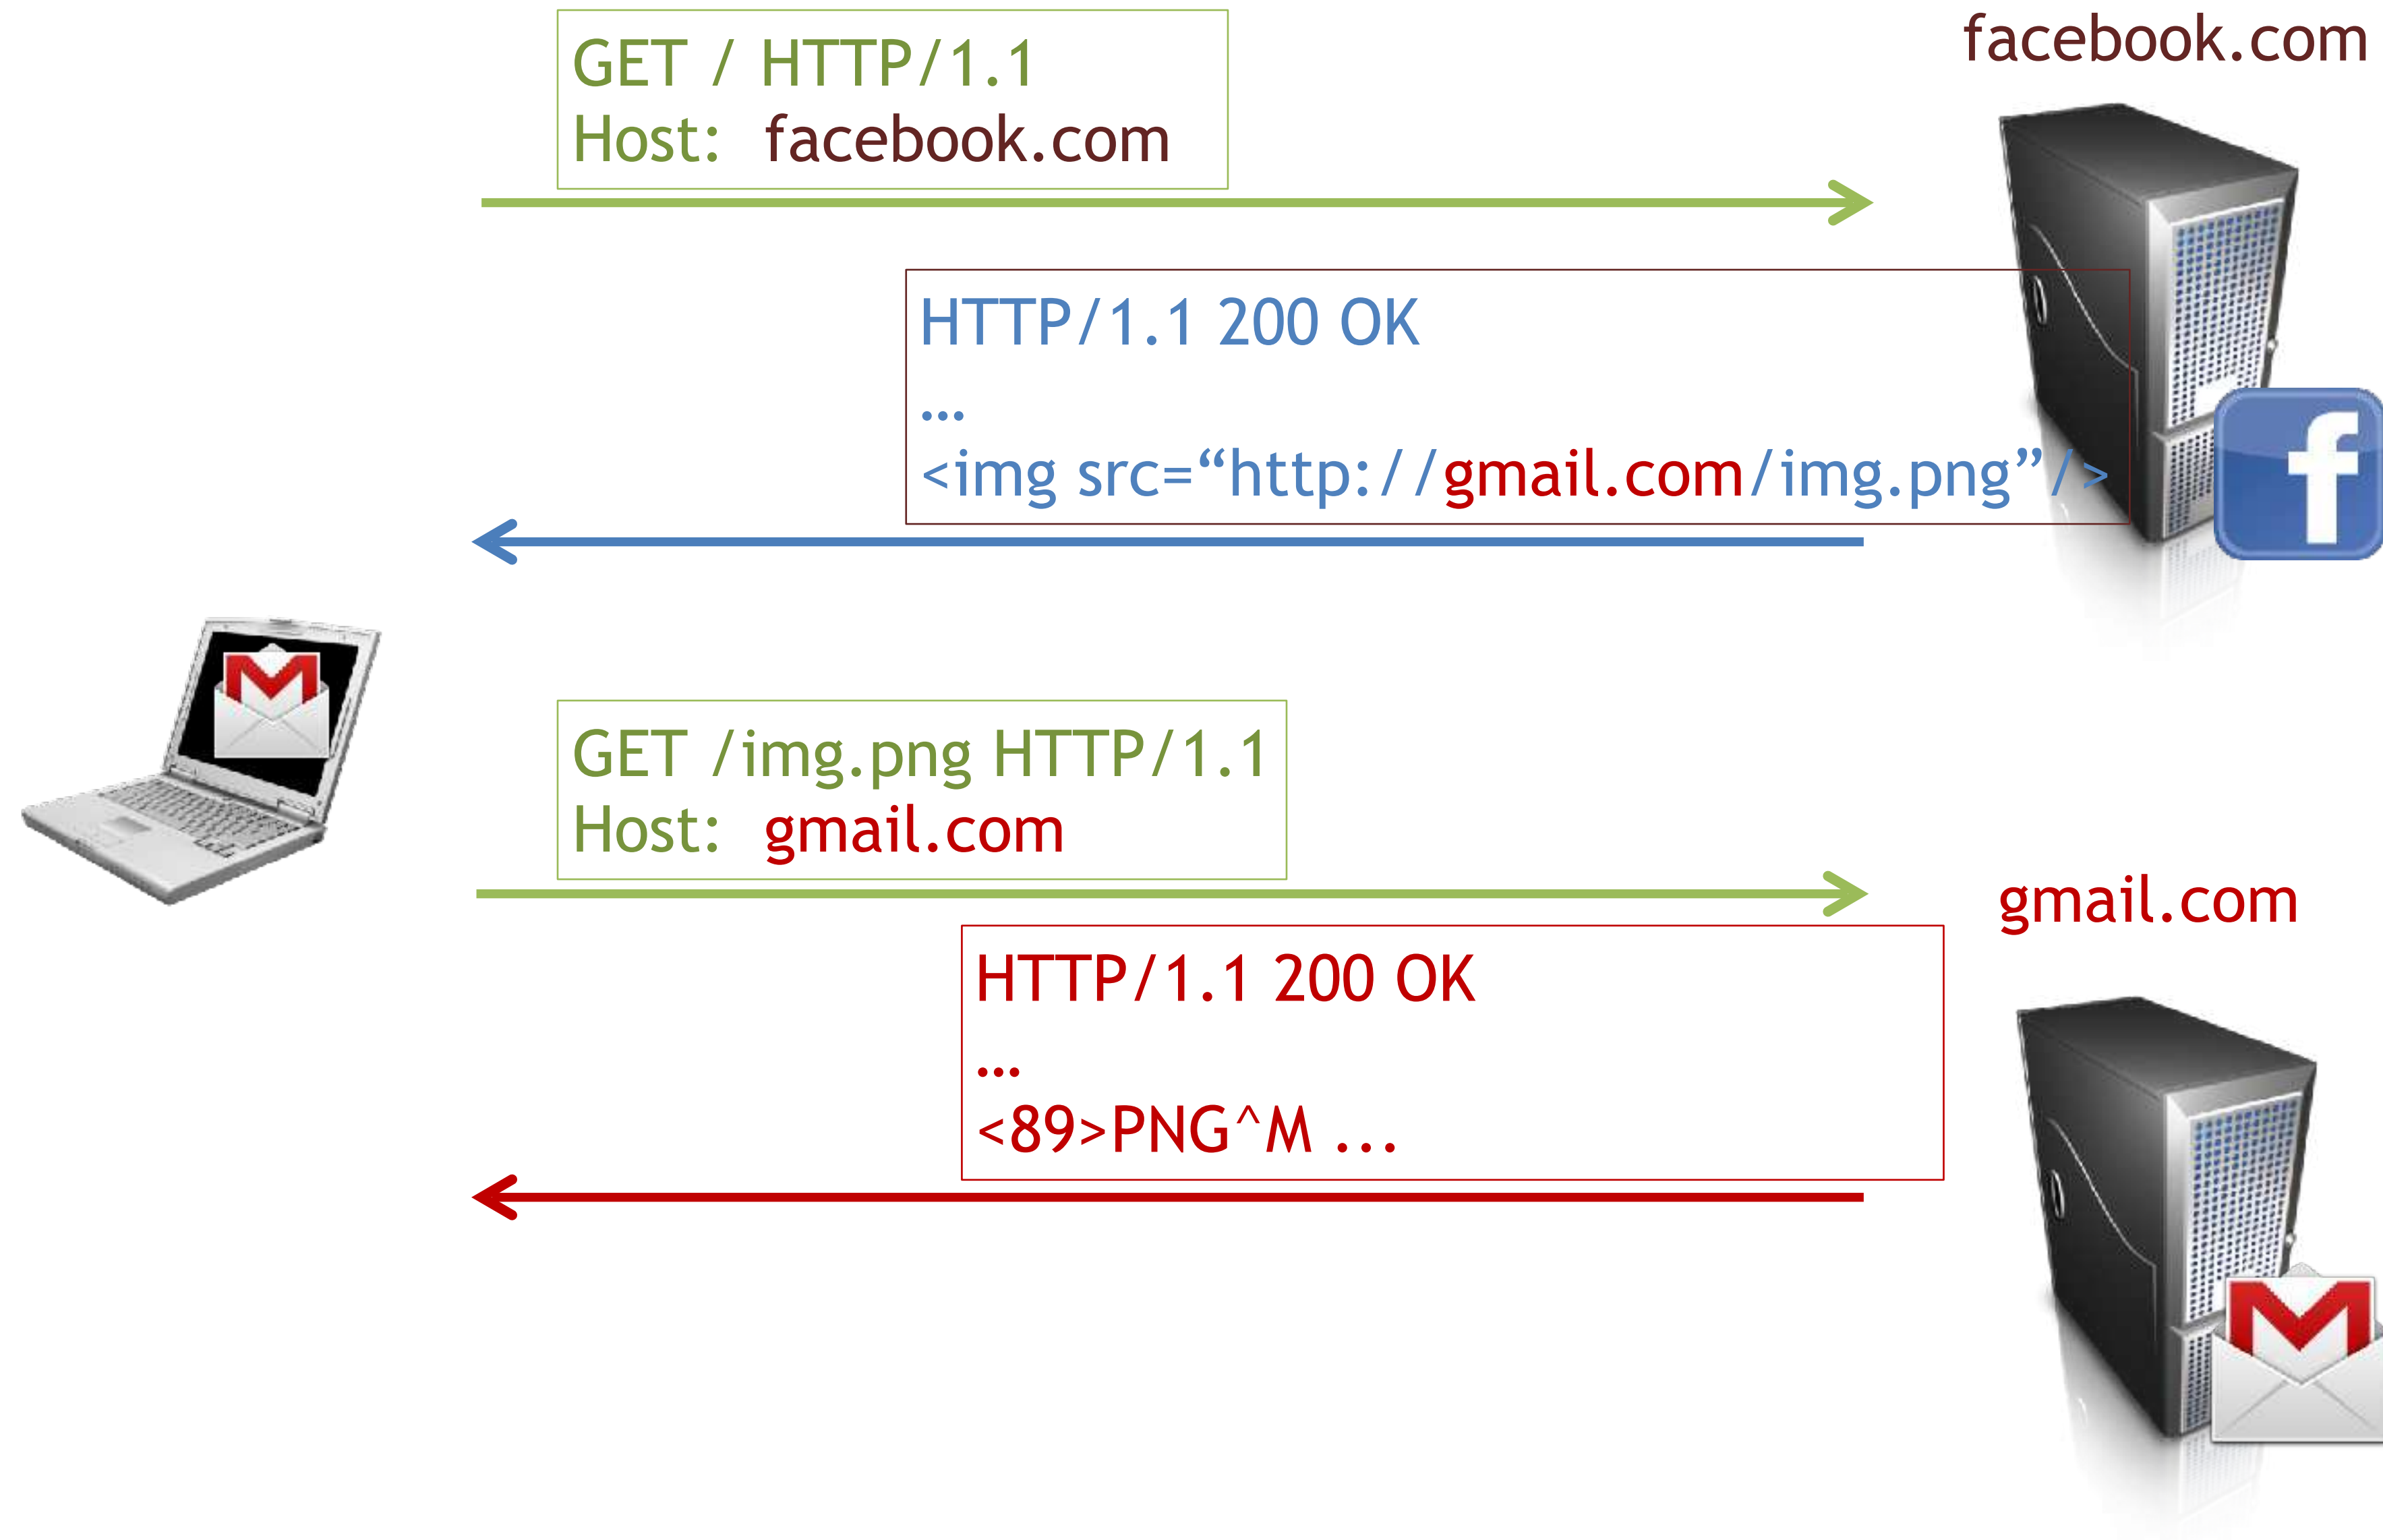 facebook.com
GET / HTTP/1.1
Host: facebook.com
HTTP/1.1 200 OK
…
<img src=“http://gmail.com/img.png”/>
f
GET /img.png HTTP/1.1
Host: gmail.com
gmail.com
HTTP/1.1 200 OK
…
<89>PNG^M ...